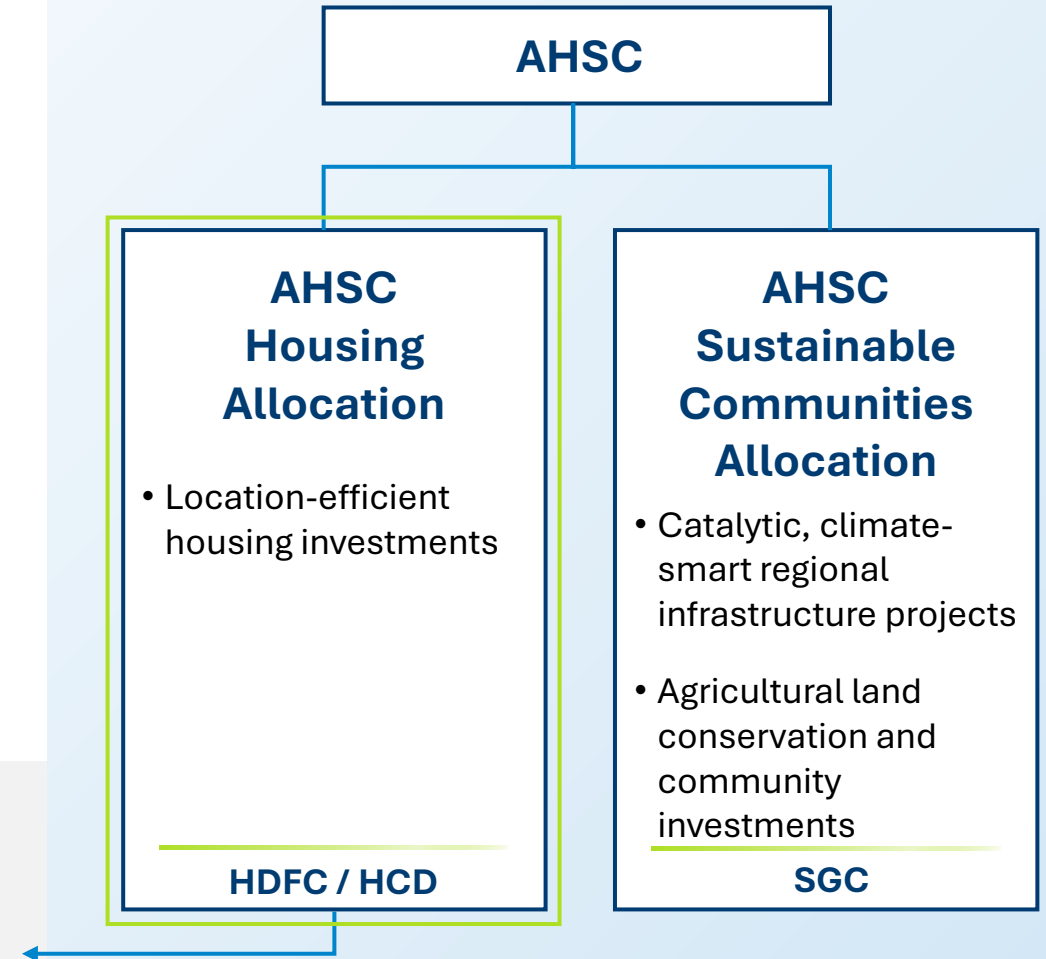 AHSC
AHSC
Housing
Allocation
• Location-efficient
housing investments
HDFC / HCD
AHSC
Sustainable
Communities
Allocation
• Catalytic, climate-
smart regional
infrastructure projects
• Agricultural land
conservation and
community
investments
SGC